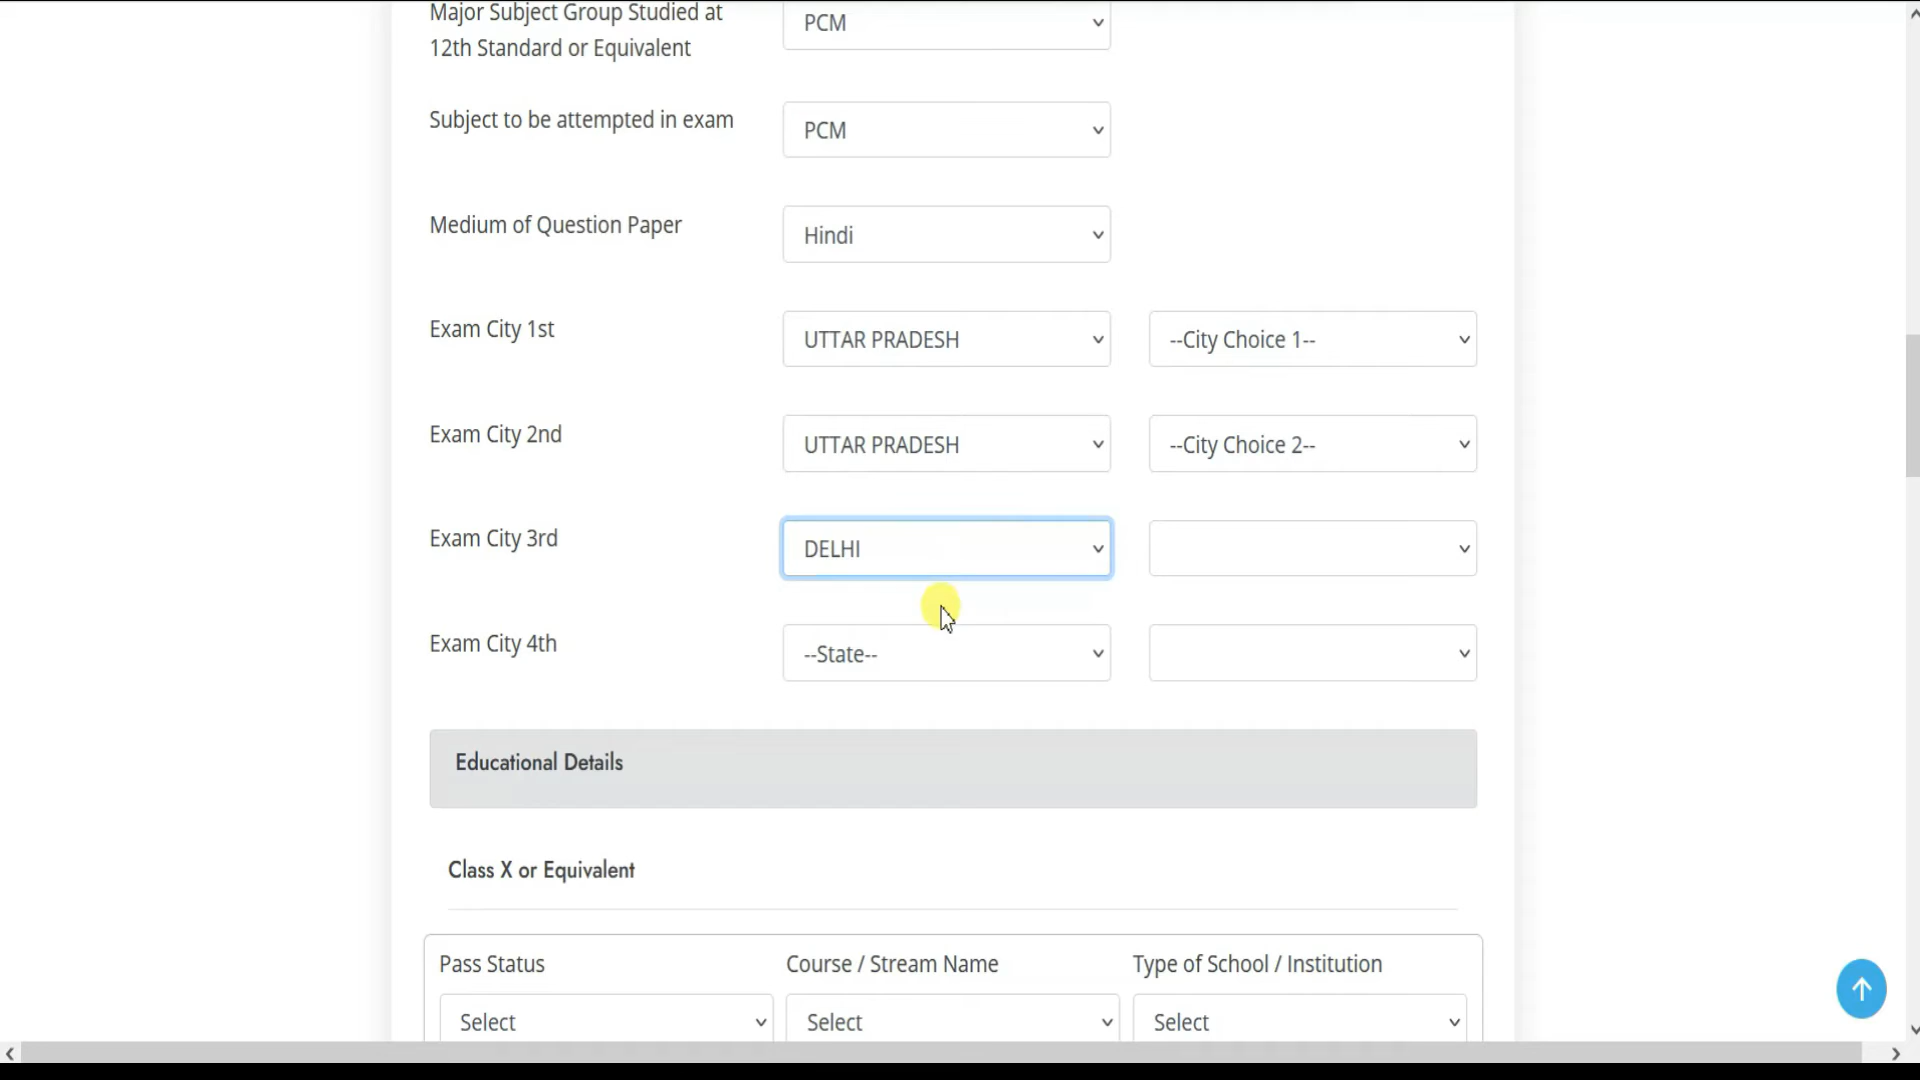 Major Subject Group Studied at
12th Standard or Equivalent
PCM
Subject to be attempted in exam
PCM
Medium of Question Paper
Hindi
Exam City 1st
UTTAR PRADESH
--City Choice 1--
Exam City 2nd
UTTAR PRADESH
--City Choice 2--
Exam City 3rd
DELHI
Exam City 4th
--State--
Educational Details
Class X or Equivalent
Pass Status
Course / Stream Name
Type of School / Institution
Select
Select
Select